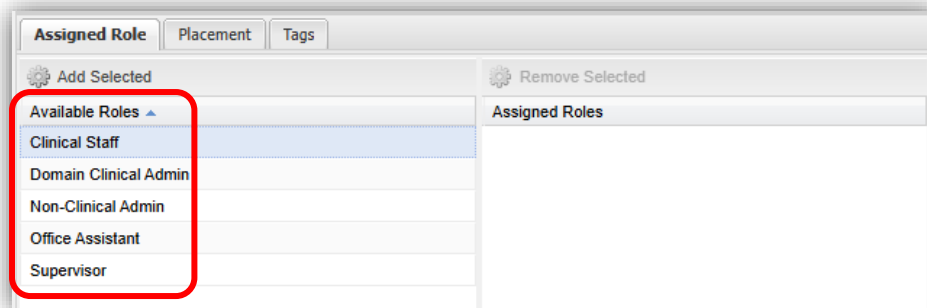 Assigned Role Placement Tags
Add Selected Remove Selected
Available Roles Assigned Roles
Clinical Staff
Domain Clinical Admin
Non-Clinical Admin
Office Assistant
Supervisor